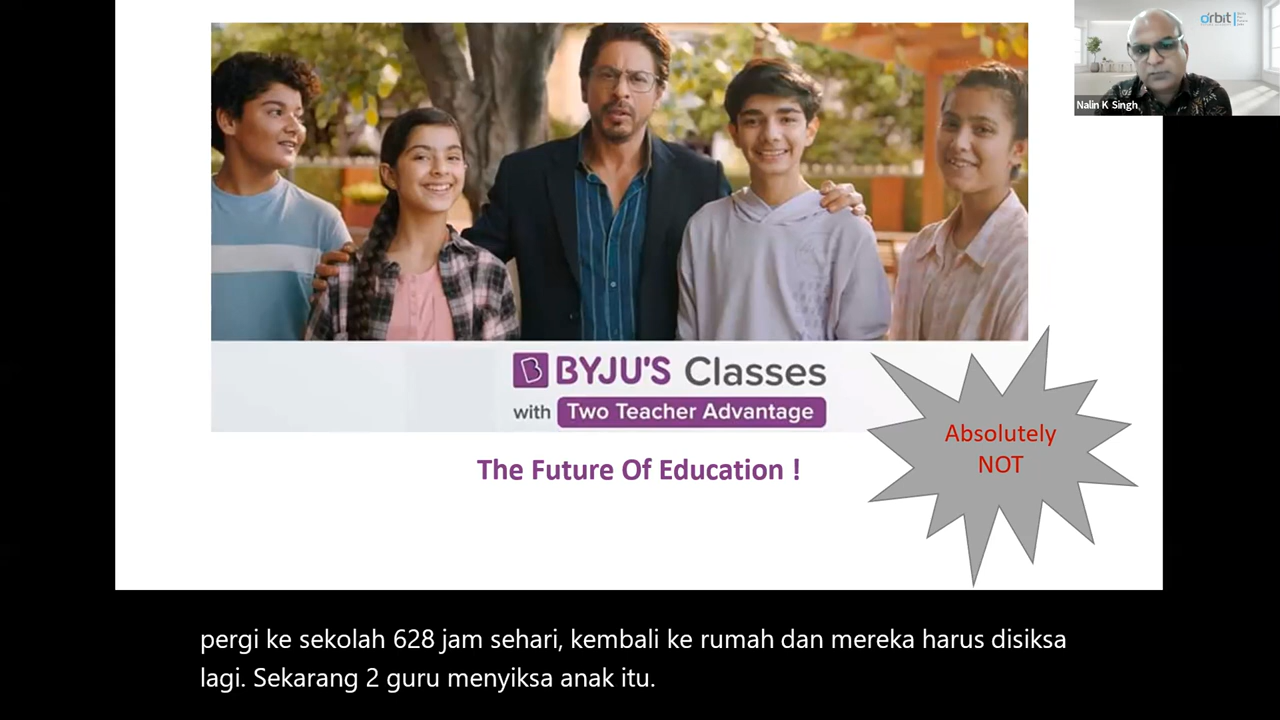 orbit
Nalin K Singh
BYJU'S Classes
with Two Teacher Advantage
The Future Of Education !
Absolutely
NOT
pergi ke sekolah 628 jam sehari, kembali ke rumah dan mereka harus disiksa
lagi. Sekarang 2 guru menyiksa anak itu.